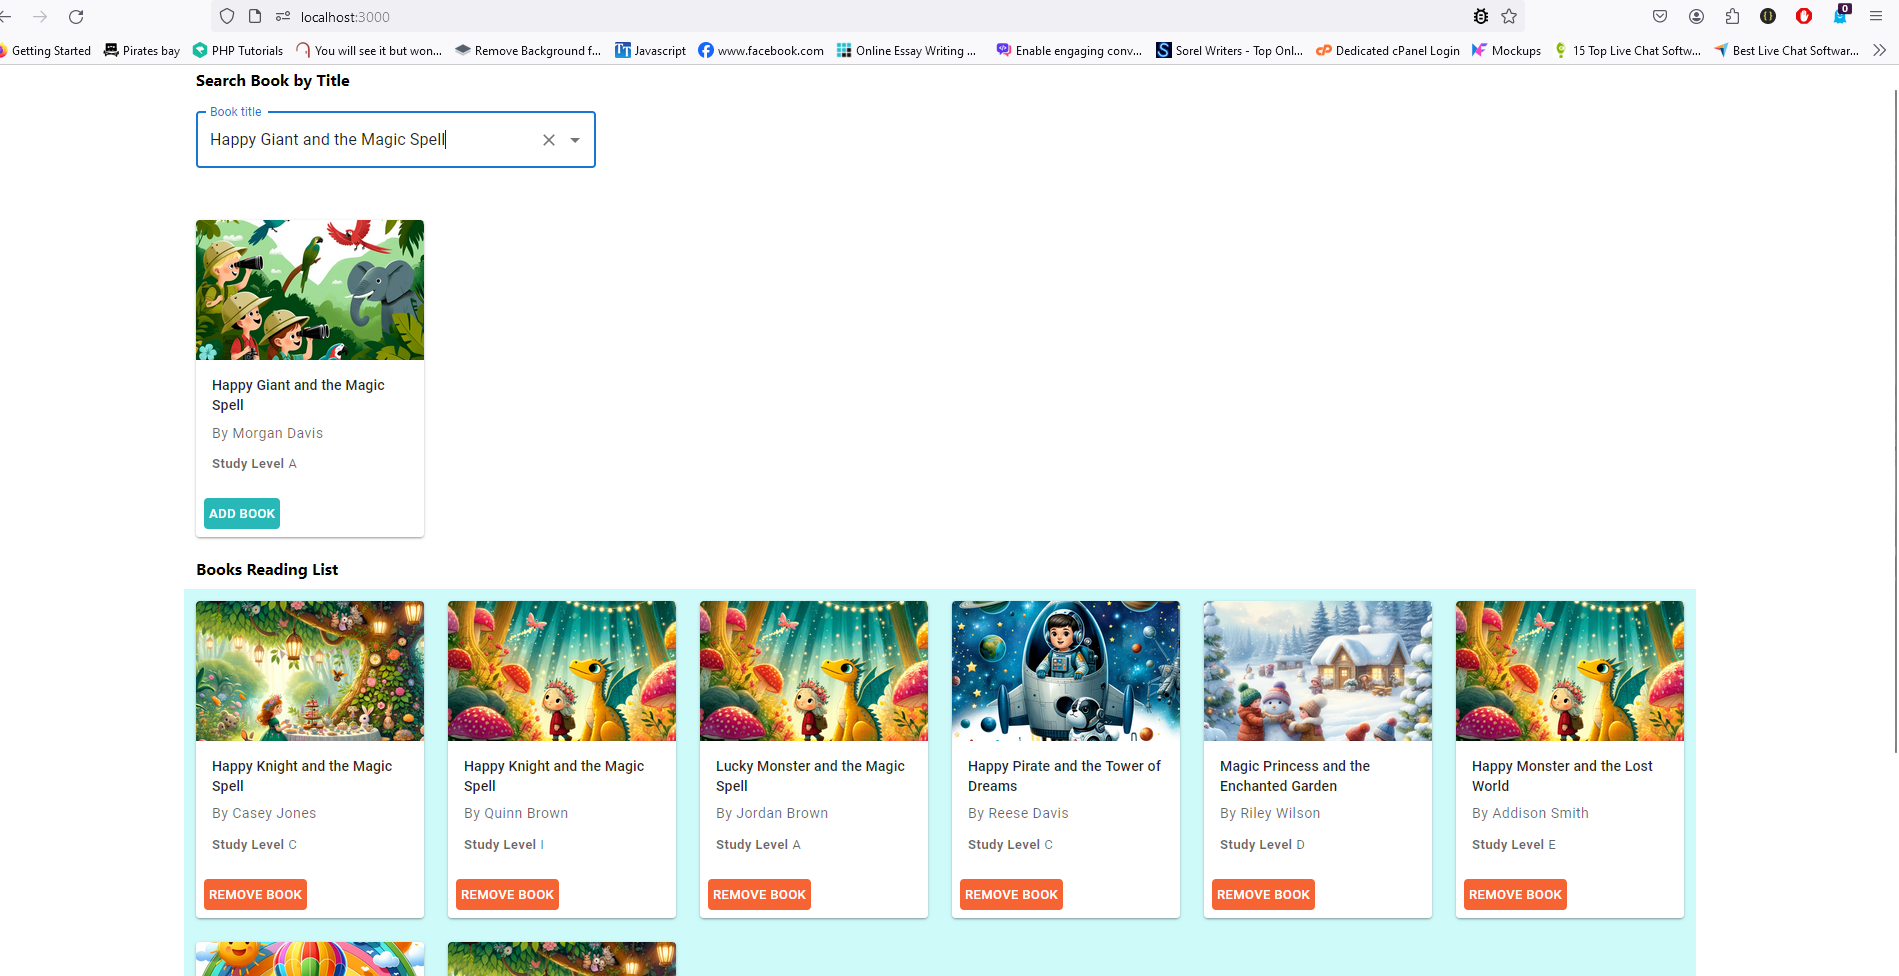 localhost:3000
0
Getting Started
Pirates bay
PHP Tutorials
You will see it but won...
Remove Background f...
Javascript
www.facebook.com
Online Essay Writing ...
Enable engaging conv...
Sorel Writers - Top Onl...
Dedicated cPanel Login
Mockups
15 Top Live Chat Softw...
Best Live Chat Softwar...
Search Book by Title
Book title
Happy Giant and the Magic Spell
Happy Giant and the Magic
Spell
By Morgan Davis
Study Level A
ADD BOOK
Books Reading List
Happy Knight and the Magic
Spell
By Casey Jones
Study Level C
REMOVE BOOK
Happy Knight and the Magic
Spell
By Quinn Brown
Study Level I
REMOVE BOOK
Lucky Monster and the Magic
Spell
By Jordan Brown
Study Level A
REMOVE BOOK
Happy Pirate and the Tower of
Dreams
By Reese Davis
Study Level C
REMOVE BOOK
Magic Princess and the
Enchanted Garden
By Riley Wilson
Study Level D
REMOVE BOOK
Happy Monster and the Lost
World
By Addison Smith
Study Level E
REMOVE BOOK